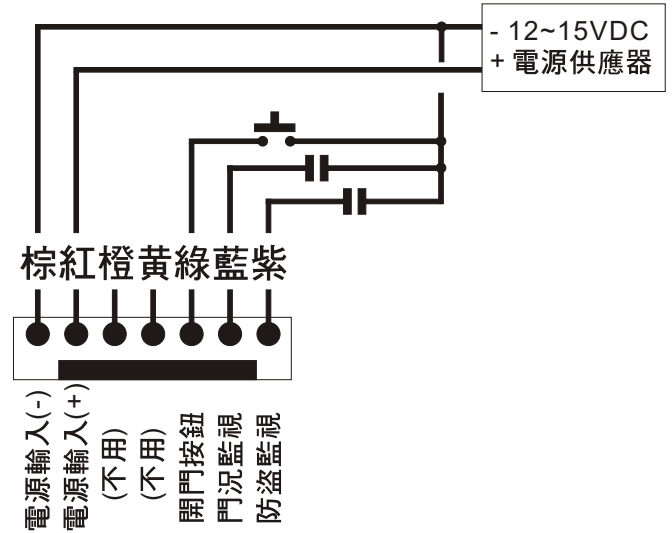 - 12~15VDC
+ 電源供應器
棕紅橙黄綠藍紫
電源輸入(-)
電源輸入(+)
(不用)
(不用)
開門按鈕
門況監視
防盜監視